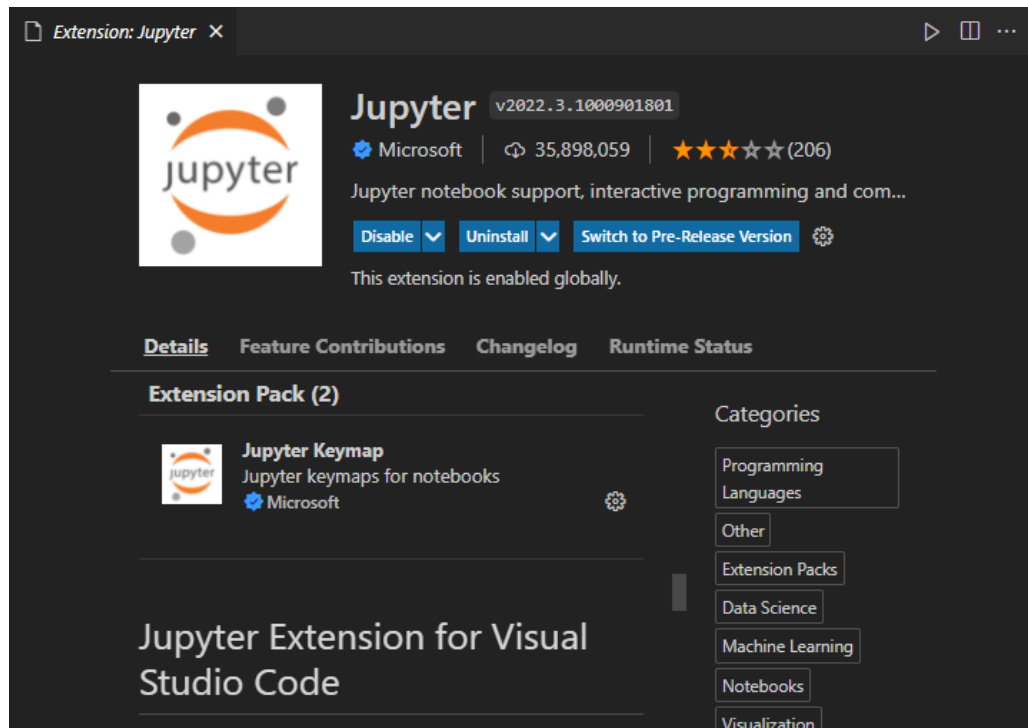 Extension: Jupyter
Jupyter
Jupyter v2022.3.1000901801
Microsoft 35,898,059 (206)
Jupyter notebook support, interactive programming and com...
Disable Uninstall Switch to Pre-Release Version
This extension is enabled globally.
Details Feature Contributions Changelog Runtime Status
Extension Pack (2)
Jupyter
Jupyter Keymap
Jupyter keymaps for notebooks
Microsoft
Jupyter Extension for Visual
Studio Code
Categories
Programming
Languages
Other
Extension Packs
Data Science
Machine Learning
Notebooks
Visualization